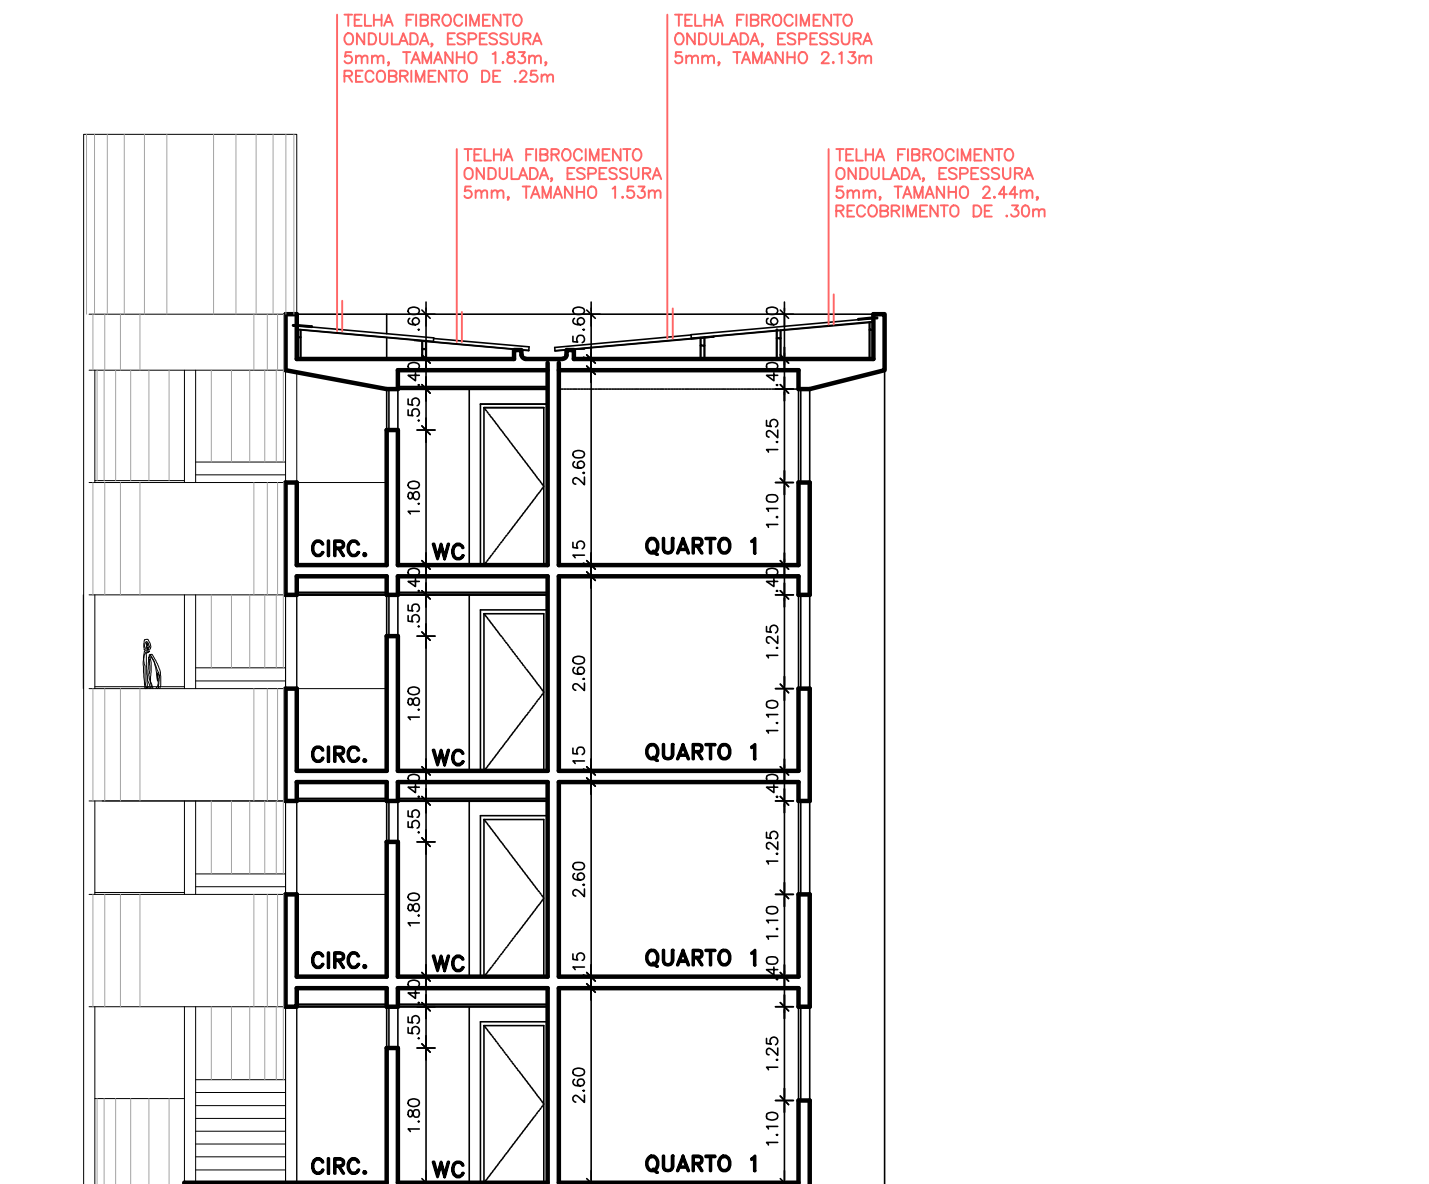 TELHA FIBROCIMENTO
ONDULADA, ESPESSURA
5mm, TAMANHO 1.83m,
RECOBRIMENTO DE .25m
TELHA FIBROCIMENTO
ONDULADA, ESPESSURA
5mm, TAMANHO 2.13m
TELHA FIBROCIMENTO
ONDULADA, ESPESSURA
5mm, TAMANHO 1.53m
TELHA FIBROCIMENTO
ONDULADA, ESPESSURA
5mm, TAMANHO 2.44m,
RECOBRIMENTO DE .30m
.60
.60
.40
.40
.55
1.80
2.60
1.25
1.10
.15
CIRC.
WC
QUARTO 1
.40
.40
.55
1.80
2.60
1.25
1.10
.15
CIRC.
WC
QUARTO 1
.40
.40
.55
1.80
2.60
1.25
1.10
.15
CIRC.
WC
QUARTO 1
.40
.40
.55
1.80
2.60
1.25
1.10
CIRC.
WC
QUARTO 1